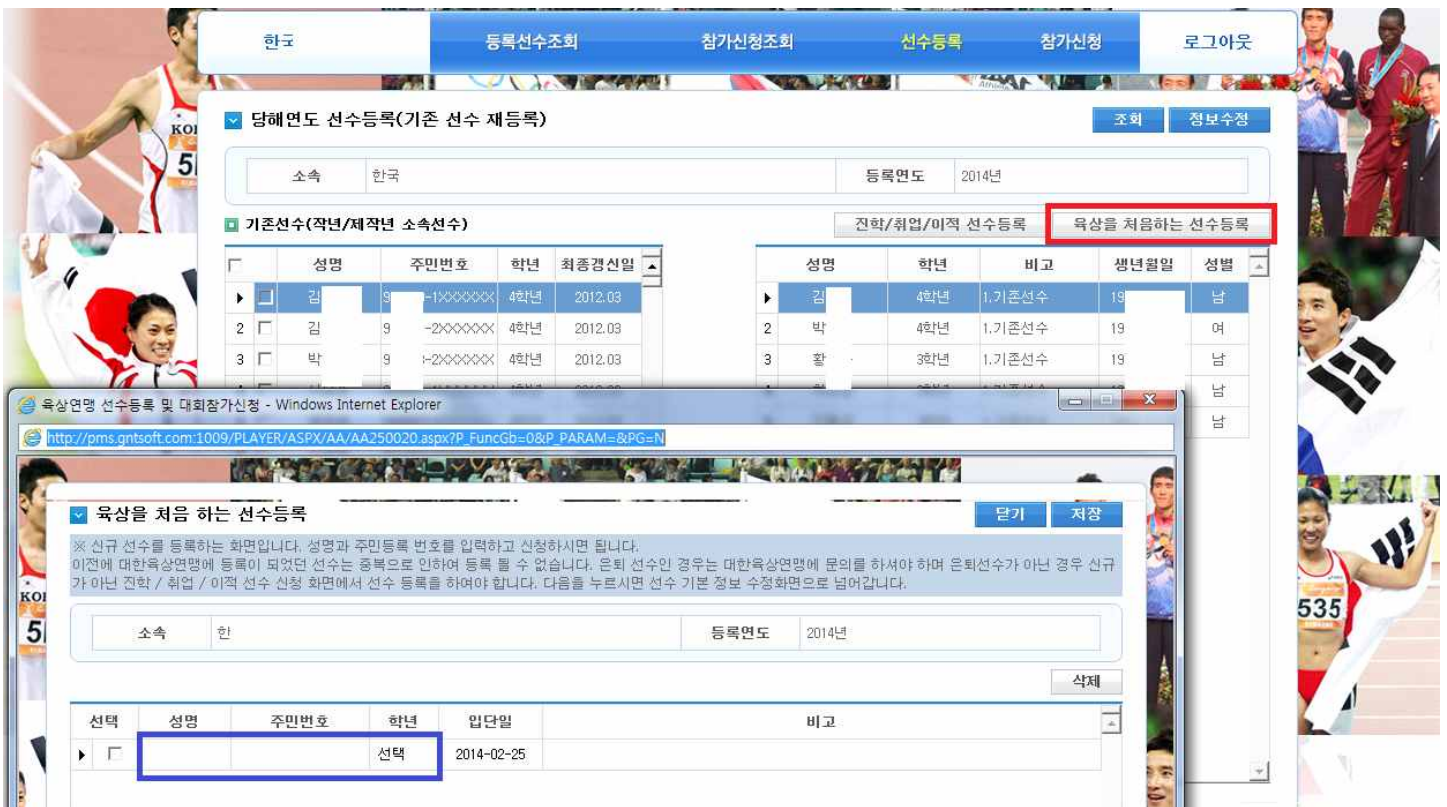 한국 등록선수조회 참가신청조회 선수등록 참가신청 로그아웃
당해연도 선수등록(기존 선수 재등록) 조회 정보수정
소속 한국 등록연도 2014년
기존선수(작년/제작년 소속선수) 진학/취업/이적 선수등록 육상을 처음하는 선수등록
성명 주민번호 학년 최종갱신일 성명 학년 비고 생년월일 성별
김 9 -1XXXXXX 4학년 2012.03 김 4학년 1.기존선수 19 남
2 김 9 -2XXXXXX 4학년 2012.03 2 박 4학년 1.기존선수 19 여
3 박 9 -2XXXXXX 4학년 2012.03 3 황 3학년 1.기존선수 19 남
남
남
육상연맹 선수등록 및 대회참가신청 - Windows Internet Explorer
http://pms.gntsoft.com:1009/PLAYER/ASPX/AA/AA250020.aspx?P_FuncGb=0&P_PARAM=&PG=N
육상을 처음 하는 선수등록 닫기 저장
※ 신규 선수를 등록하는 화면입니다. 성명과 주민등록 번호를 입력하고 신청하시면 됩니다.
이전에 대한육상연맹에 등록이 되었던 선수는 중복으로 인하여 등록 될 수 없습니다. 은퇴 선수인 경우는 대한육상연맹에 문의를 하셔야 하며 은퇴선수가 아닌 경우 신규
가 아닌 진학 / 취업 / 이적 선수 신청 화면에서 선수 등록을 하여야 합니다. 다음을 누르시면 선수 기본 정보 수정화면으로 넘어갑니다.
소속 한 등록연도 2014년
삭제
선택 성명 주민번호 학년 입단일 비고
선택 2014-02-25
535